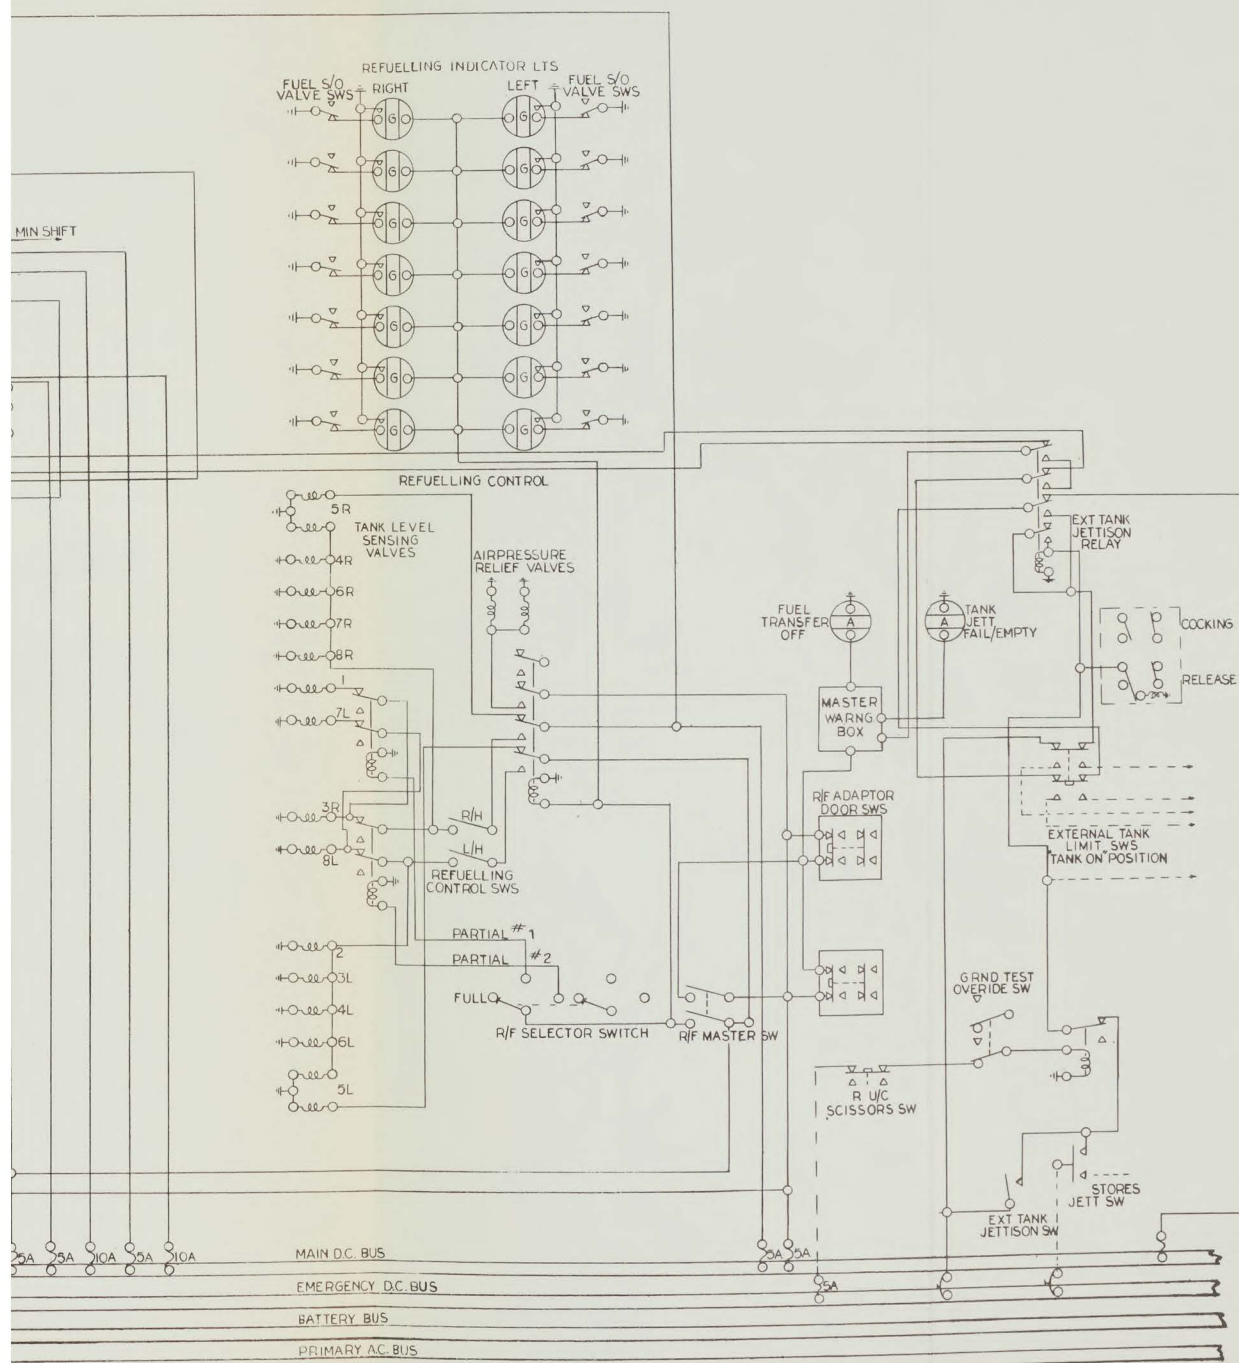 REFUELLING INDICATOR LTS
FUEL S/O
VALVE SWS
RIGHT
LEFT
FUEL S/O
VALVE SWS
G G
G G
G G
G G
G G
G G
G G
MIN SHIFT
REFUELLING CONTROL
5R
TANK LEVEL
SENSING
VALVES
4R
6R
7R
8R
1
7L
3R
8L
2
3L
4L
6L
5L
AIRPRESSURE
RELIEF VALVES
R/H
L/H
REFUELLING
CONTROL SWS
PARTIAL #1
PARTIAL #2
FULL
R/F SELECTOR SWITCH
R/F MASTER SW
EXT TANK
JETTISON
RELAY
FUEL
TRANSFER
OFF
A
A
TANK
JETT
FAIL/EMPTY
COCKING
RELEASE
MASTER
WARNG
BOX
R/F ADAPTOR
DOOR SWS
EXTERNAL TANK
LIMIT SWS
"TANK ON" POSITION
GRND TEST
OVERIDE SW
R U/C
SCISSORS SW
STORES
JETT SW
EXT TANK
JETTISON SW
5A 5A 10A 5A 10A
5A 5A
5A
MAIN D.C. BUS
EMERGENCY D.C. BUS
BATTERY BUS
PRIMARY A.C. BUS